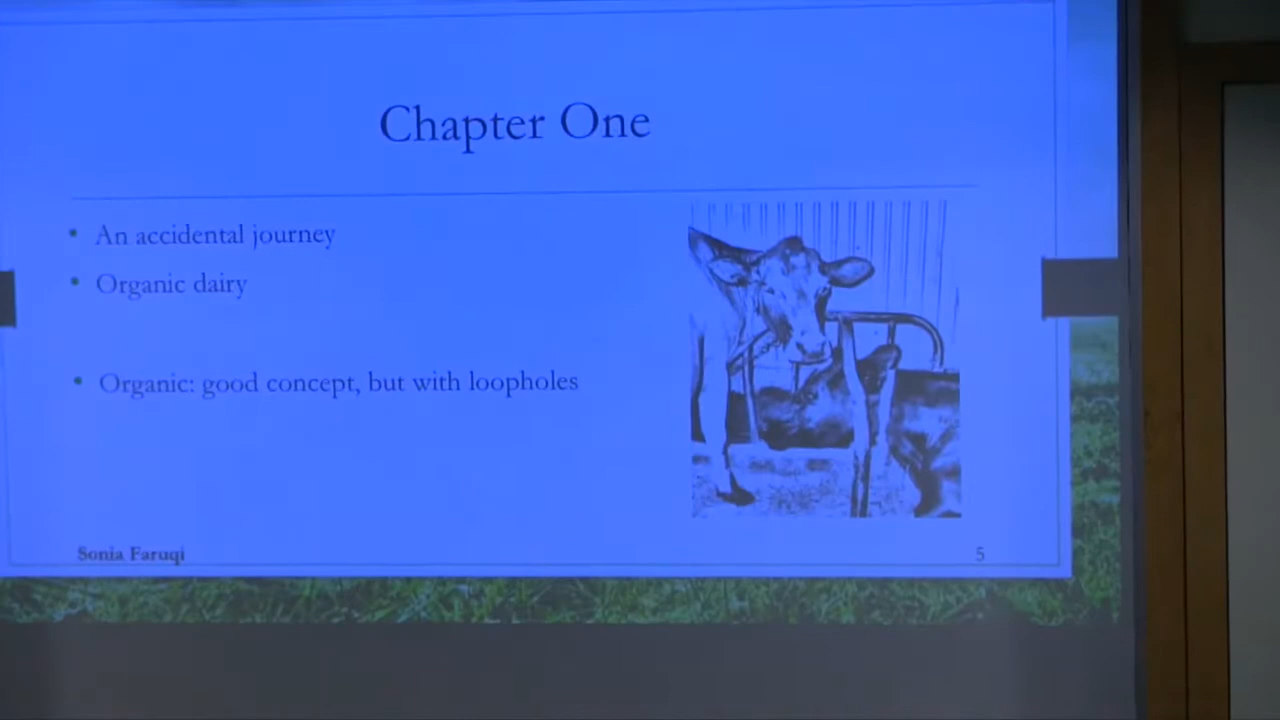 Chapter One
• An accidental journey
• Organic dairy
• Organic: good concept, but with loopholes
Sonia Faruqi
5